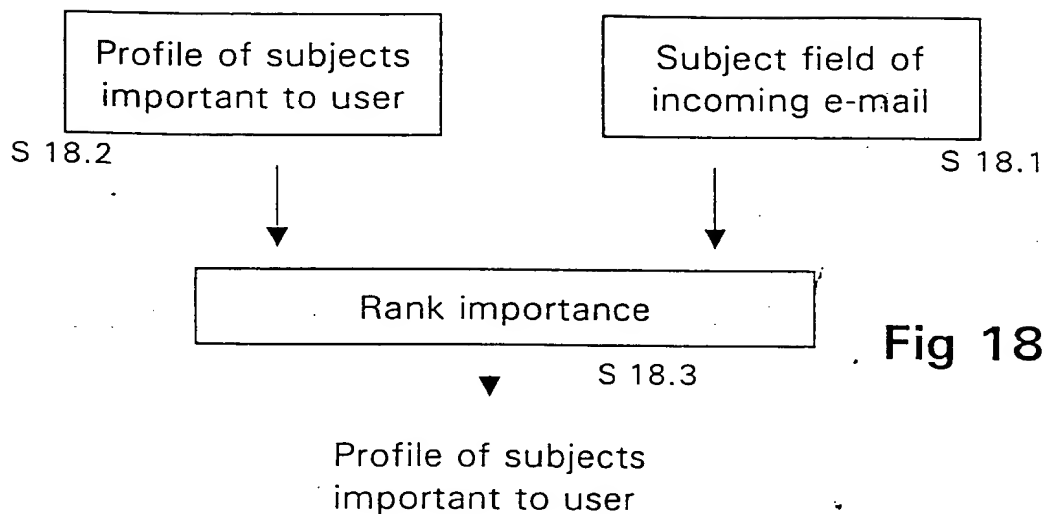 Profile of subjects
important to user
S 18.2
Subject field of
incoming e-mail
S 18.1
Rank importance
S 18.3
Fig 18
Profile of subjects
important to user